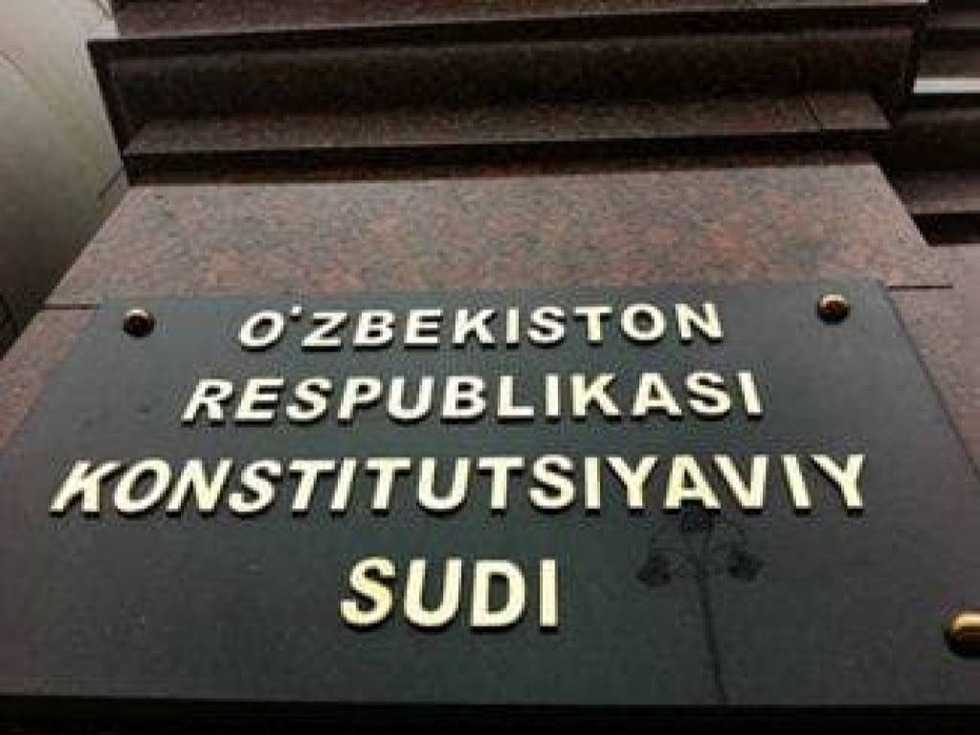 O'ZBEKISTON
RESPUBLIKASI
KONSTITUTSIYAVIY
SUDI